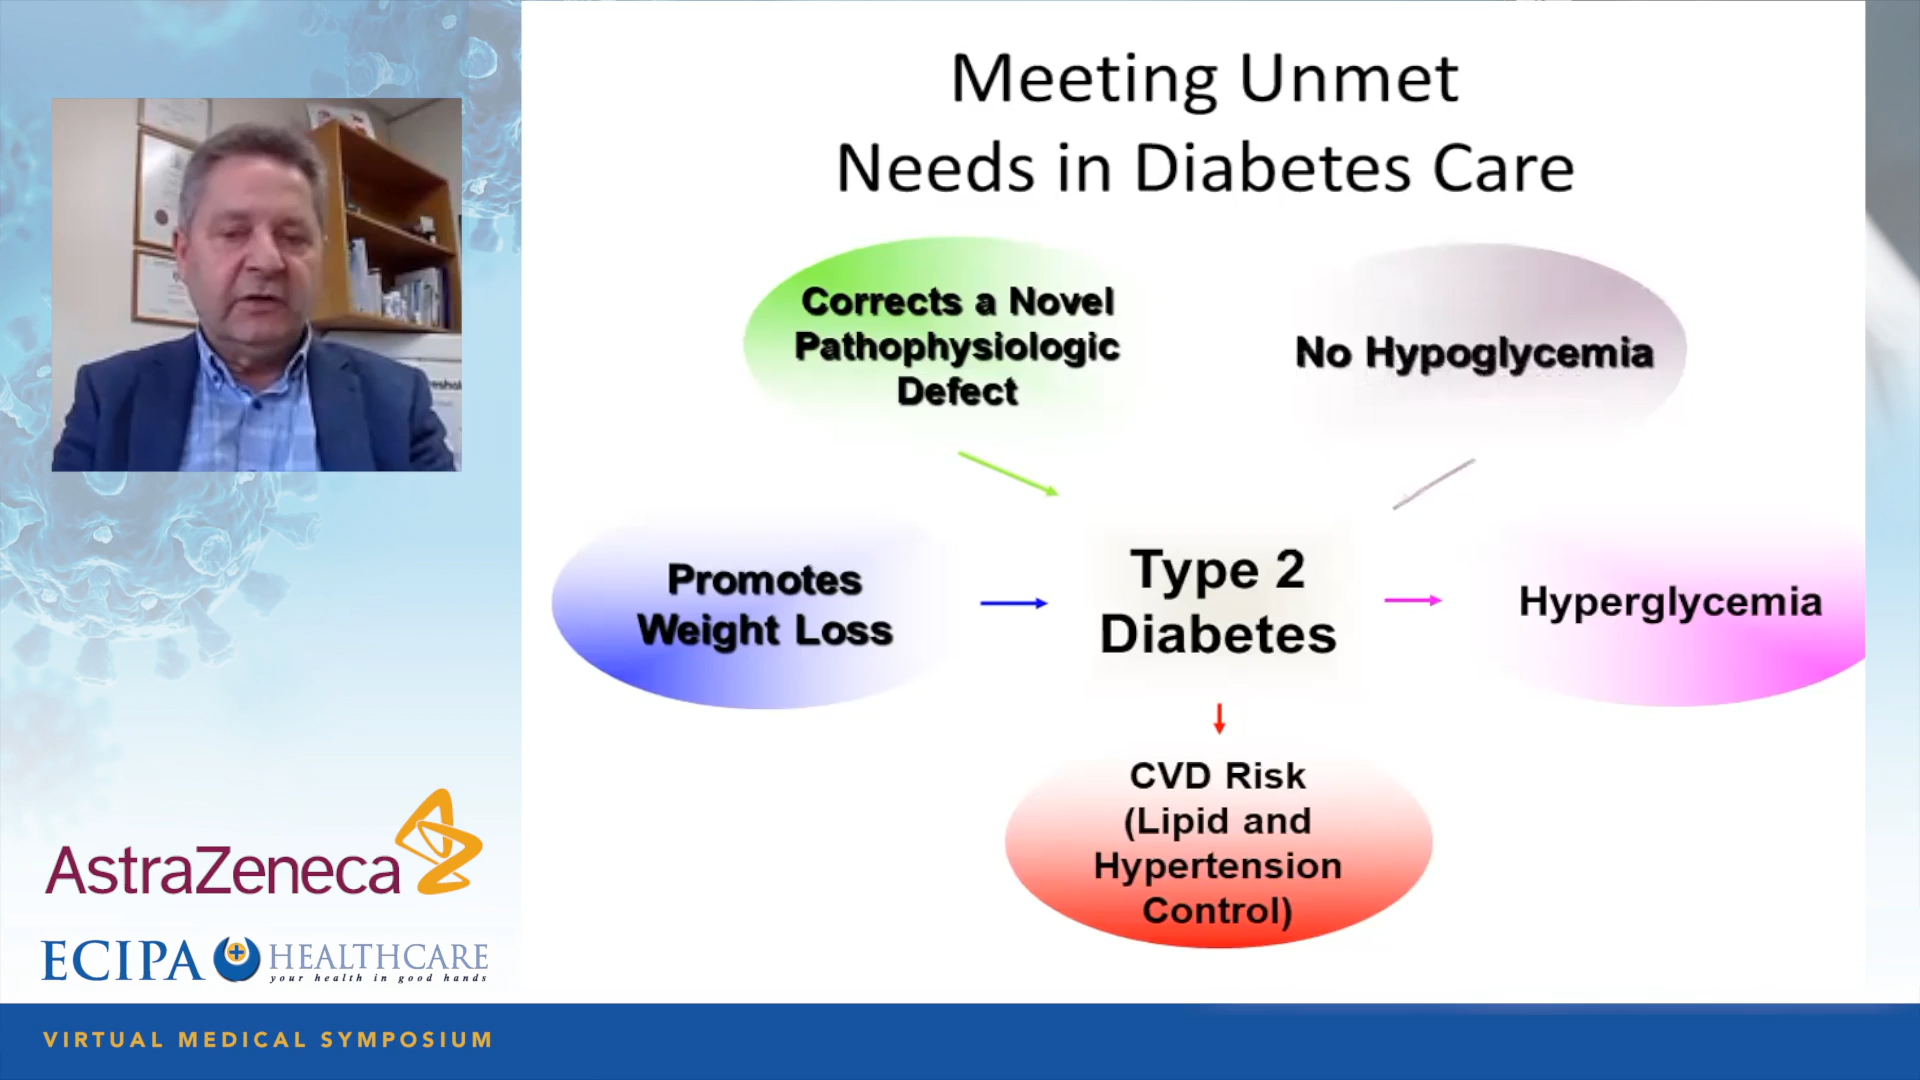 Meeting Unmet
Needs in Diabetes Care
Corrects a Novel
Pathophysiologic
Defect
No Hypoglycemia
Promotes
Weight Loss
Type 2
Diabetes
Hyperglycemia
CVD Risk
(Lipid and
Hypertension
Control)
AstraZeneca
ECIPA HEALTHCARE
your health in good hands
VIRTUAL MEDICAL SYMPOSIUM